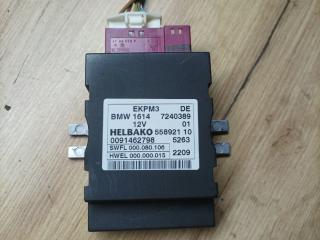 EKPM3 DE
BMW 1614 7240389
12V 01
HELBAKO 558921 10
0091462798 5263
SWFL 000.080.106
HWEL 000.000.015 2209